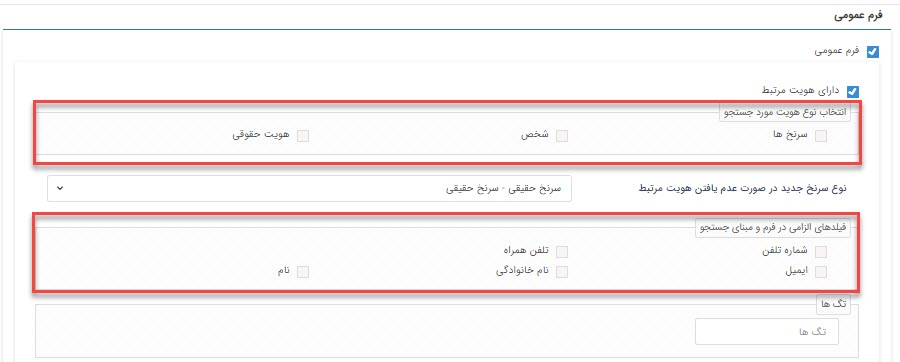 فرم عمومی
فرم عمومی
دارای هویت مرتبط
انتخاب نوع هویت مورد جستجو
سرنخ ها شخص هویت حقوقی
نوع سرنخ جدید در صورت عدم یافتن هویت مرتبط سرنخ حقیقی - سرنخ حقیقی
فیلدهای الزامی در فرم و مبنای جستجو
شماره تلفن تلفن همراه
ایمیل نام خانوادگی نام
تگ ها
تگ ها